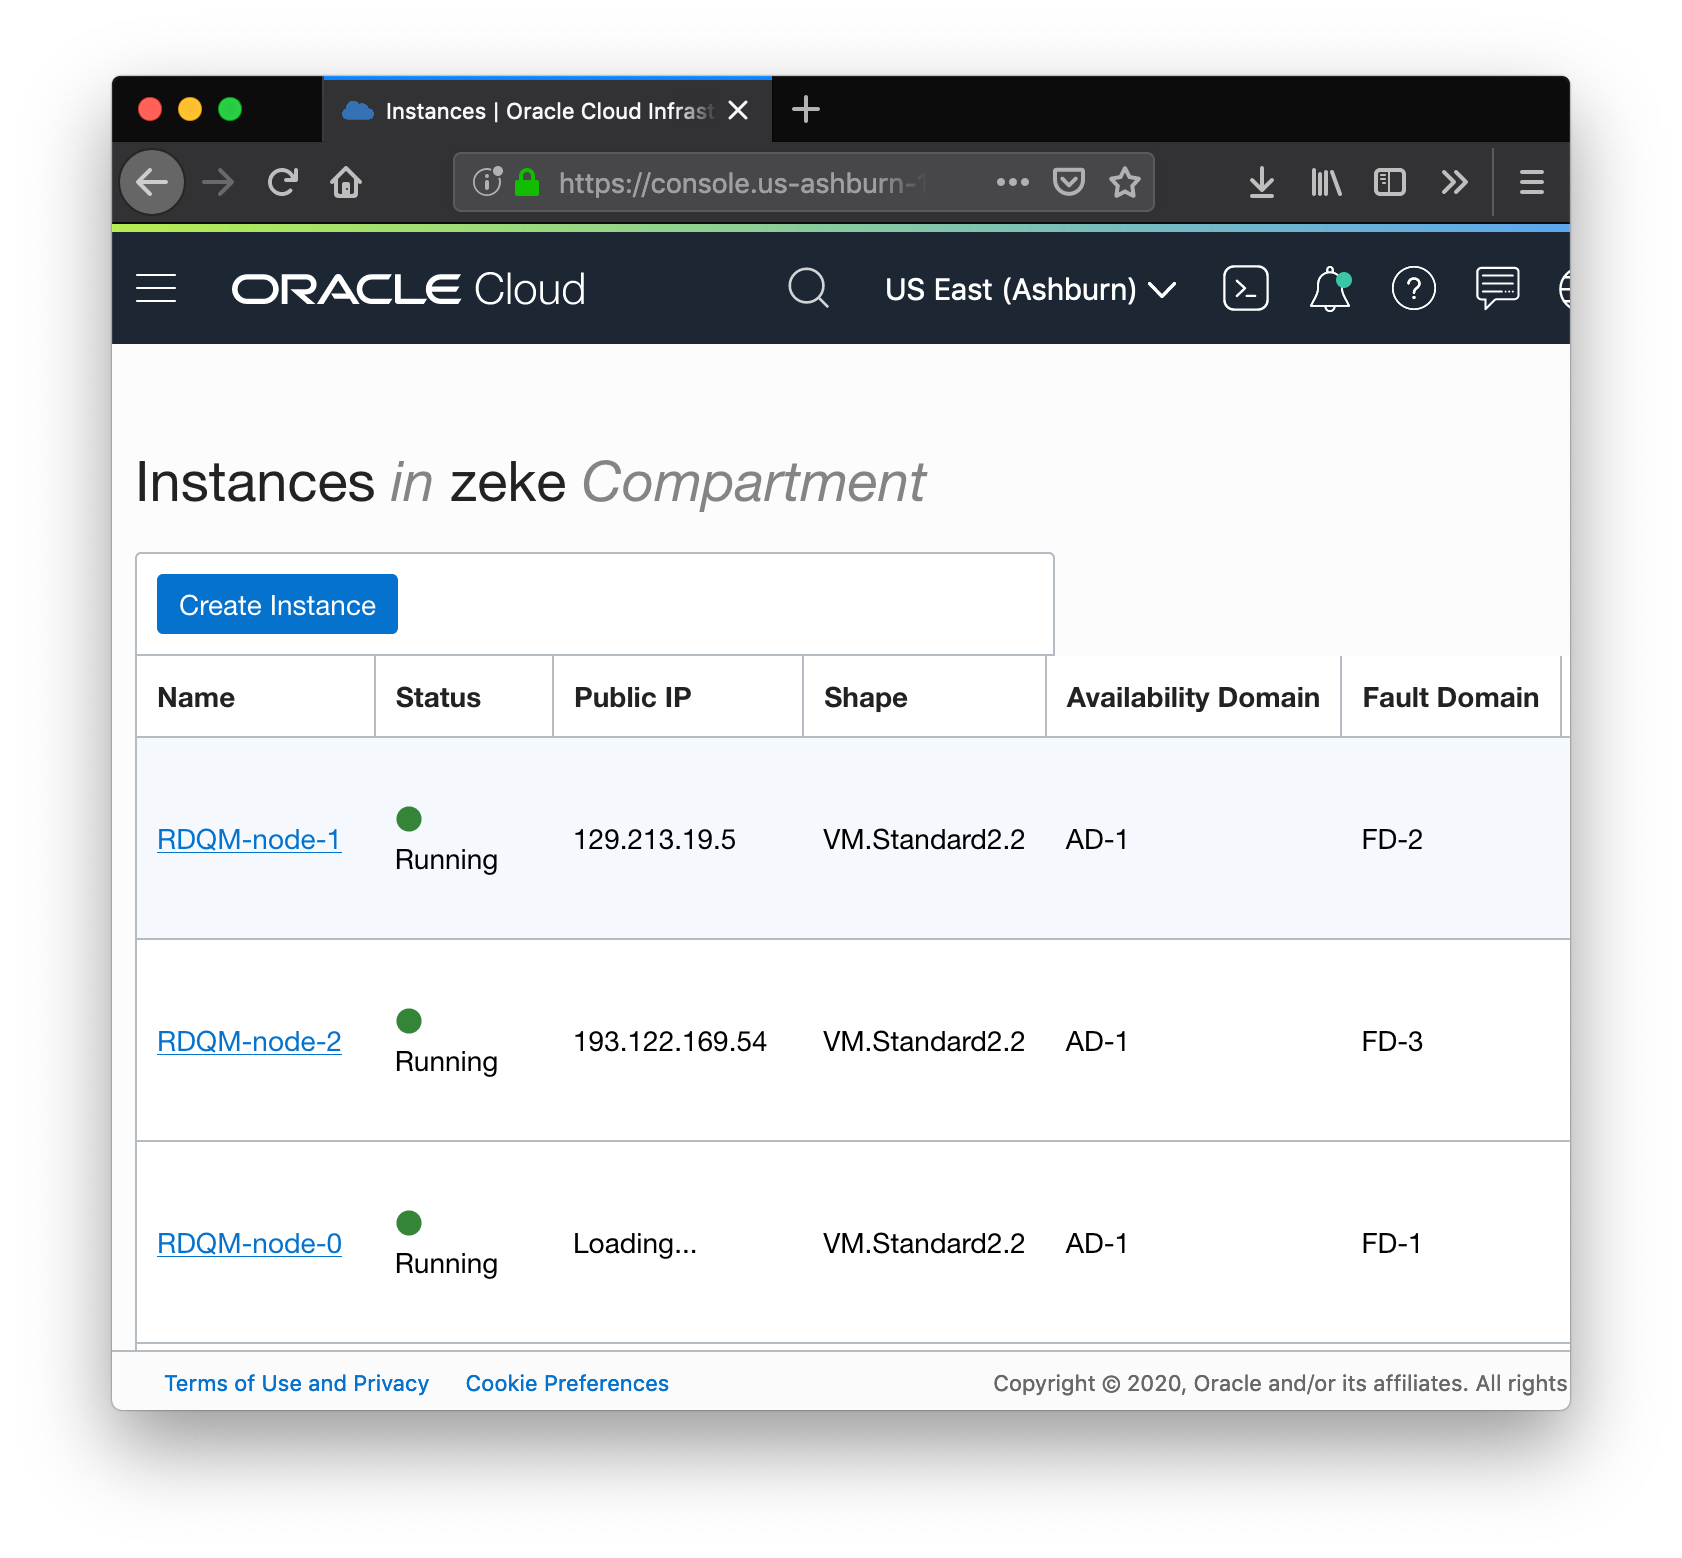 Instances | Oracle Cloud Infrast
https://console.us-ashburn-1
ORACLE Cloud
US East (Ashburn)
Instances in zeke Compartment
Create Instance
Name Status Public IP Shape Availability Domain Fault Domain
RDQM-node-1 Running 129.213.19.5 VM.Standard2.2 AD-1 FD-2
RDQM-node-2 Running 193.122.169.54 VM.Standard2.2 AD-1 FD-3
RDQM-node-0 Running Loading... VM.Standard2.2 AD-1 FD-1
Terms of Use and Privacy Cookie Preferences Copyright © 2020, Oracle and/or its affiliates. All rights